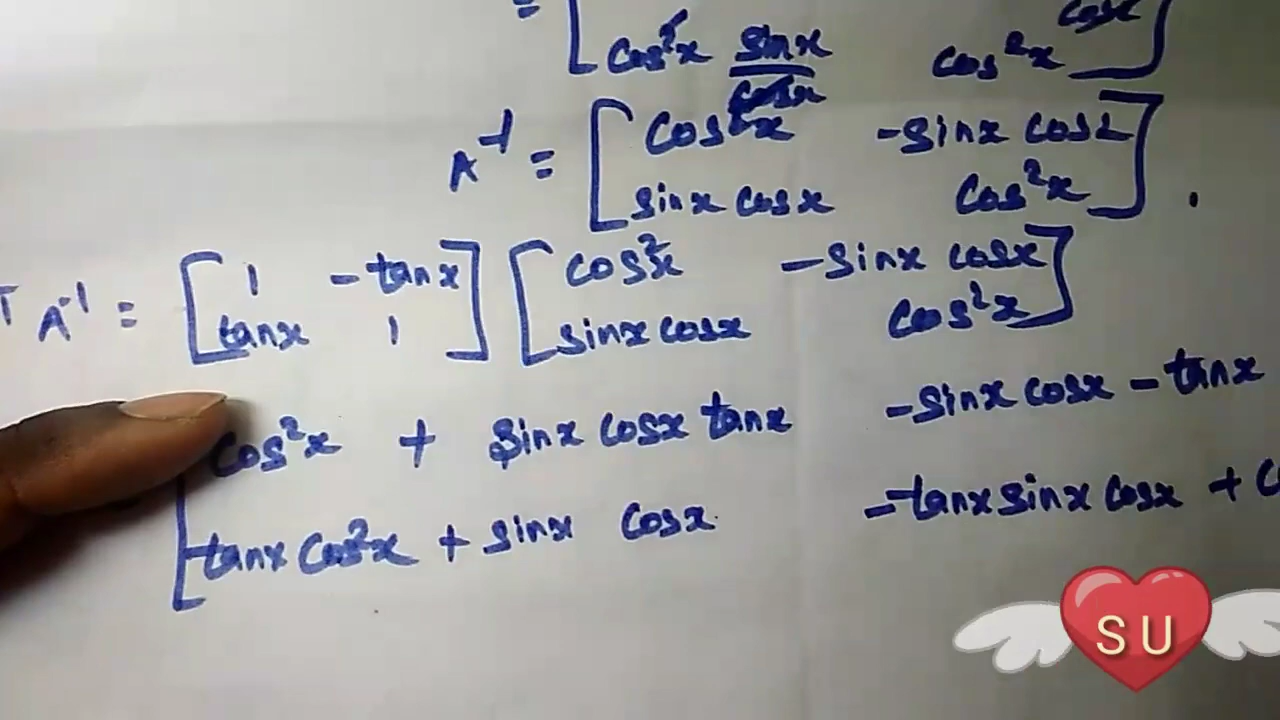 = [ cosx
cos²x sinx/cosx cos²x ]
A⁻¹ = [ cos²x -sinx cosx
sinx cosx cos²x ] .
T A⁻¹ = [ 1 -tanx ] [ cos²x -sinx cosx ]
tanx 1 sinx cosx cos²x
cos²x + sinx cosx tanx -sinx cosx - tanx
tanx cos²x + sinx cosx -tanx sinx cosx + c
SU